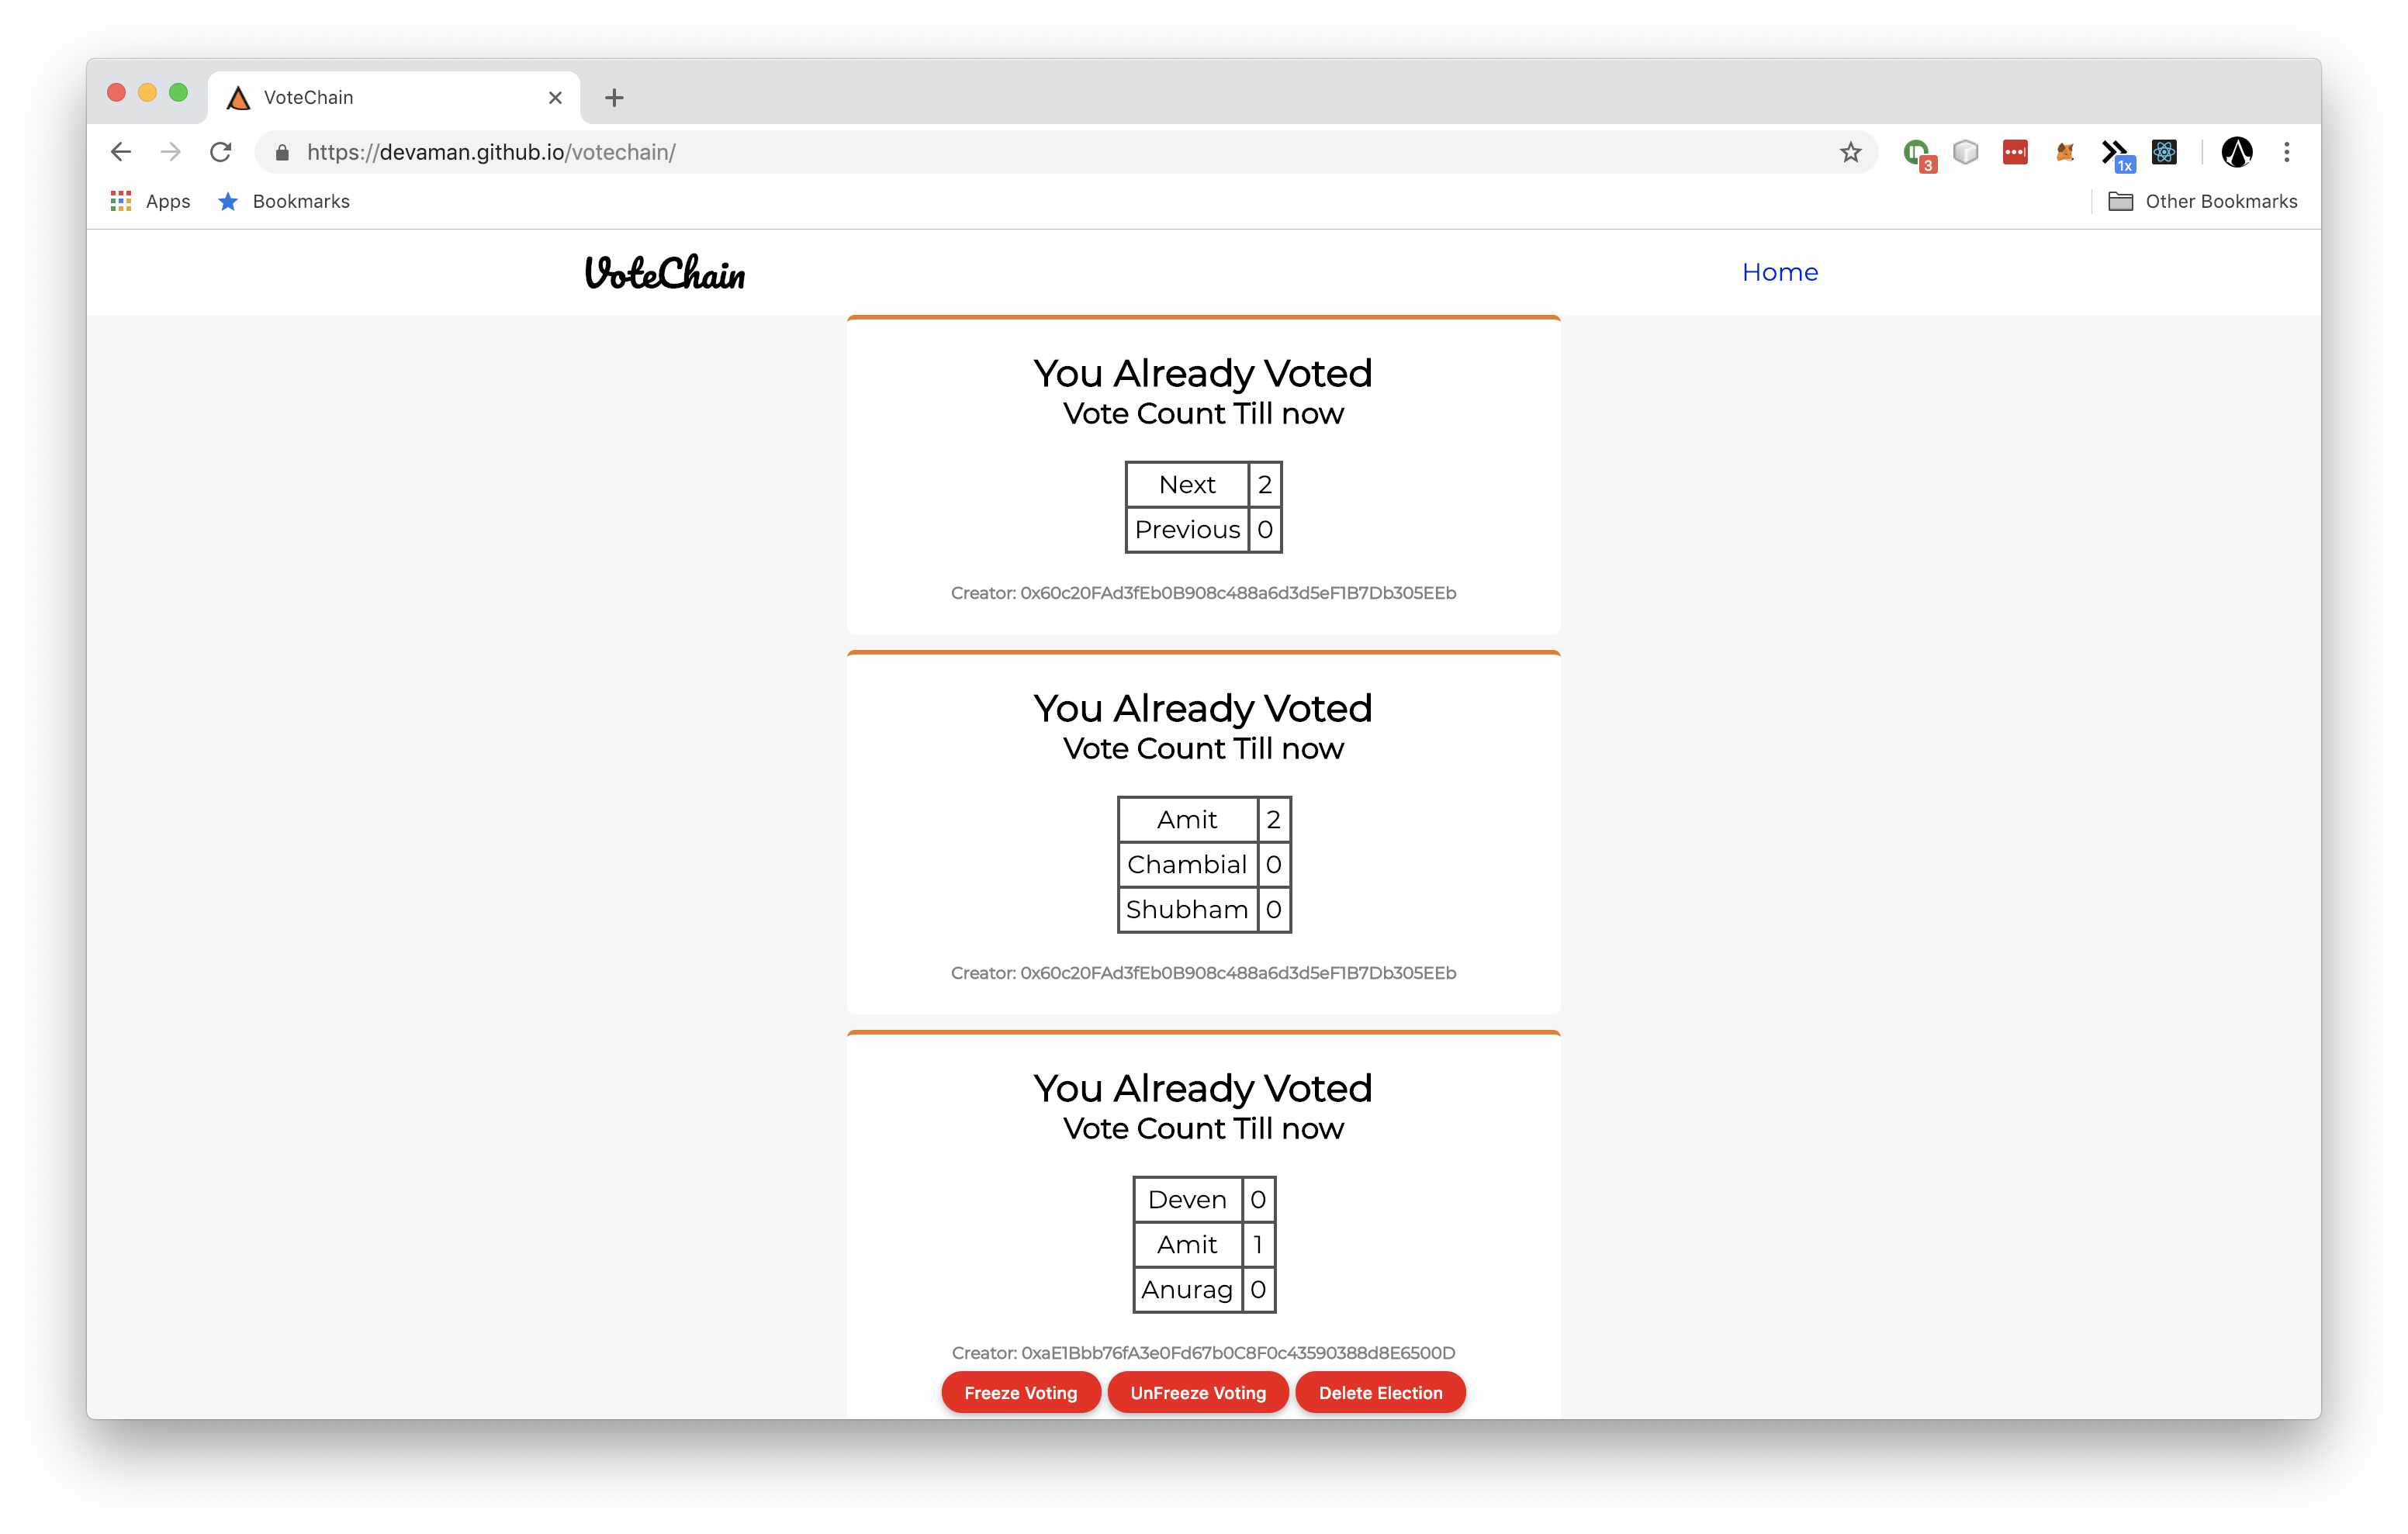 VoteChain
https://devaman.github.io/votechain/
3
1x
Apps Bookmarks Other Bookmarks
VoteChain Home
You Already Voted
Vote Count Till now
Next 2
Previous 0
Creator: 0x60c20FAd3fEb0B908c488a6d3d5eF1B7Db305EEb
You Already Voted
Vote Count Till now
Amit 2
Chambial 0
Shubham 0
Creator: 0x60c20FAd3fEb0B908c488a6d3d5eF1B7Db305EEb
You Already Voted
Vote Count Till now
Deven 0
Amit 1
Anurag 0
Creator: 0xaE1Bbb76fA3e0Fd67b0C8F0c43590388d8E6500D
Freeze Voting UnFreeze Voting Delete Election